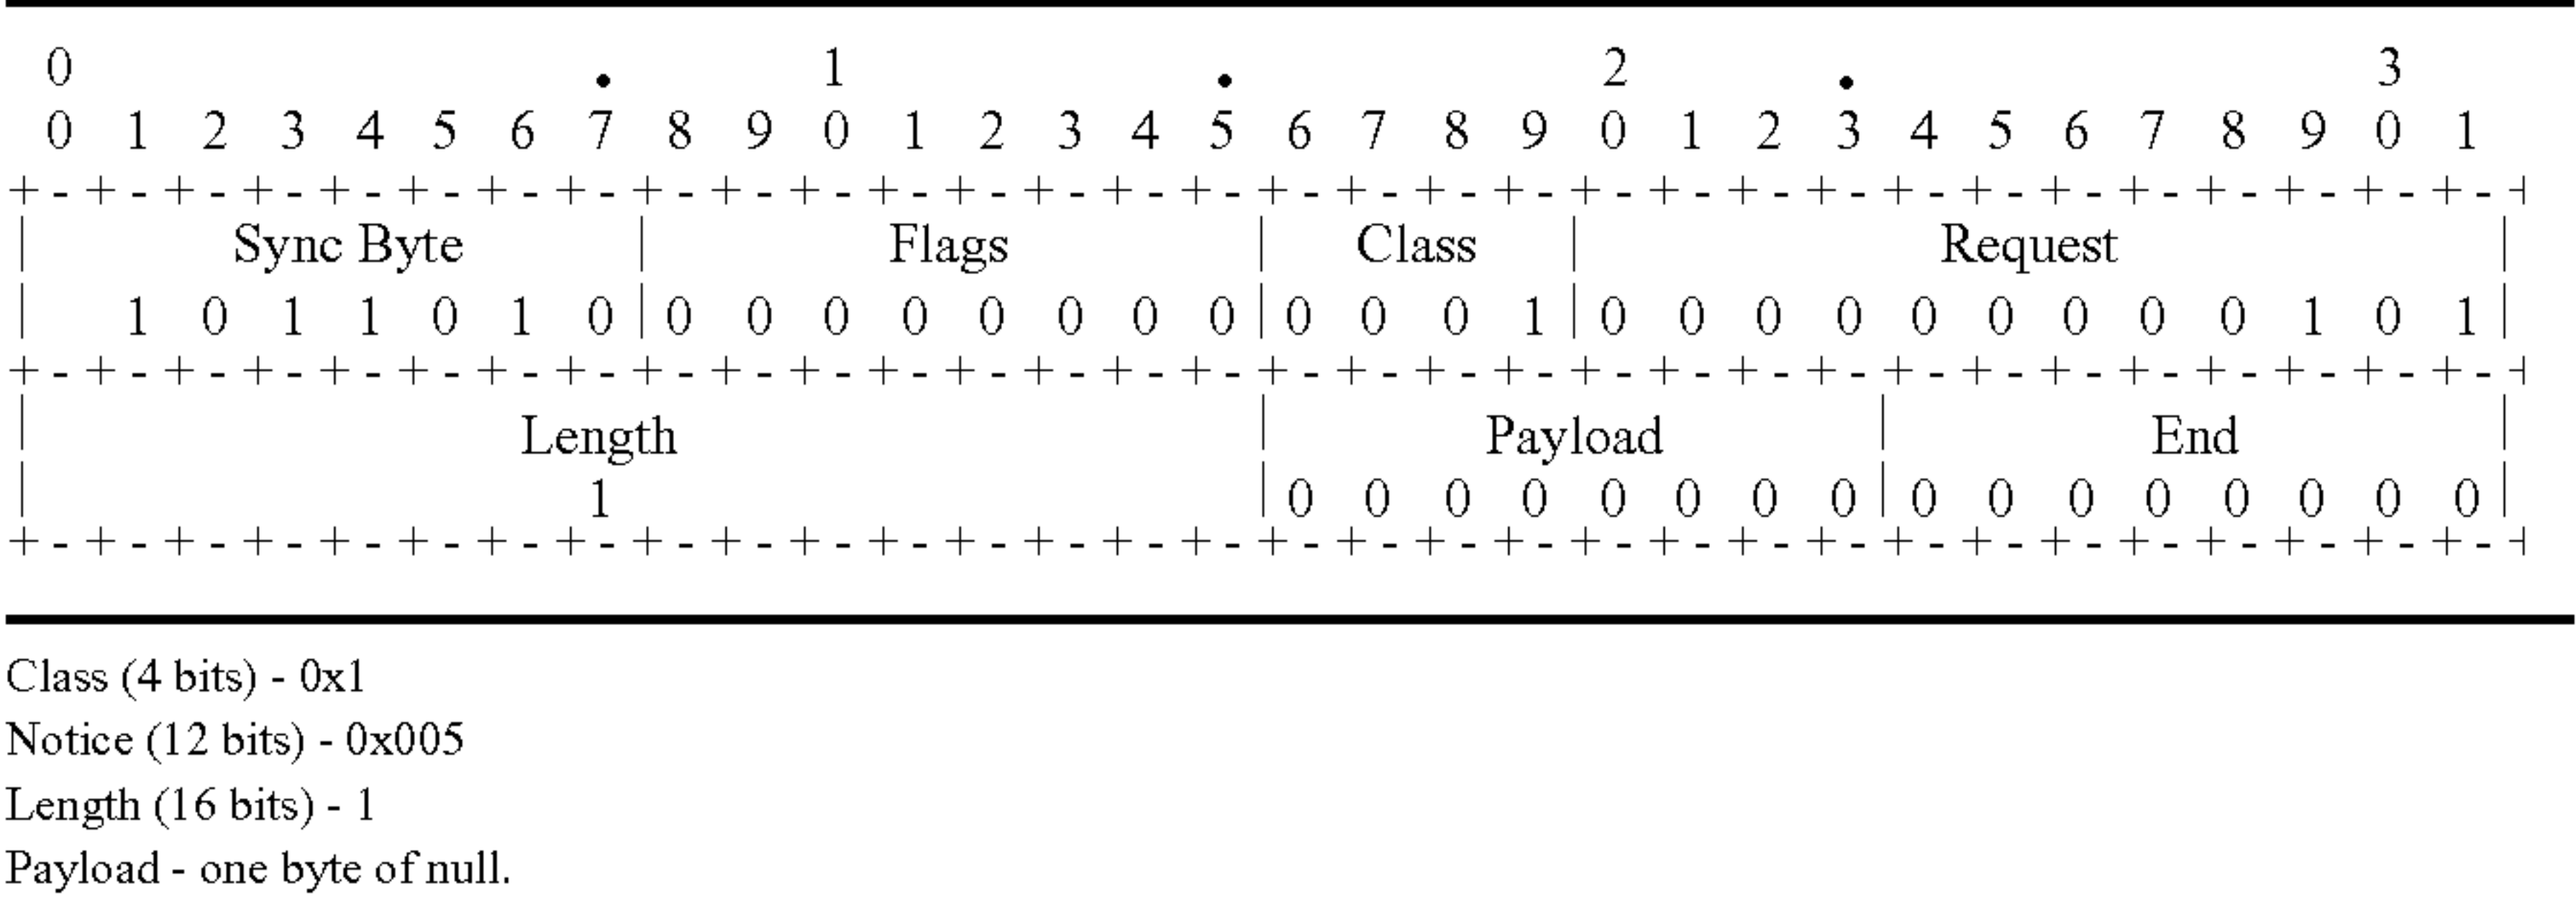 0 • 1 • 2 • 3
0 1 2 3 4 5 6 7 8 9 0 1 2 3 4 5 6 7 8 9 0 1 2 3 4 5 6 7 8 9 0 1
+-+-+-+-+-+-+-+-+-+-+-+-+-+-+-+-+-+-+-+-+-+-+-+-+-+-+-+-+-+-+-+-+
| Sync Byte | Flags | Class | Request |
| 1 0 1 1 0 1 0 | 0 0 0 0 0 0 0 0 | 0 0 0 1 | 0 0 0 0 0 0 0 0 0 1 0 1 |
+-+-+-+-+-+-+-+-+-+-+-+-+-+-+-+-+-+-+-+-+-+-+-+-+-+-+-+-+-+-+-+-+
| Length | Payload | End |
| 1 | 0 0 0 0 0 0 0 0 | 0 0 0 0 0 0 0 0 |
+-+-+-+-+-+-+-+-+-+-+-+-+-+-+-+-+-+-+-+-+-+-+-+-+-+-+-+-+-+-+-+-+
Class (4 bits) - 0x1
Notice (12 bits) - 0x005
Length (16 bits) - 1
Payload - one byte of null.